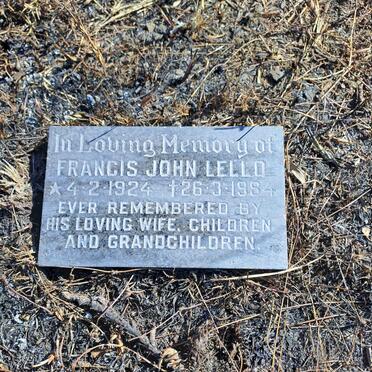 In Loving Memory of
FRANCIS JOHN LELLO
★ 4-2-1924 †26-3-1984
EVER REMEMBERED BY
HIS LOVING WIFE, CHILDREN
AND GRANDCHILDREN.